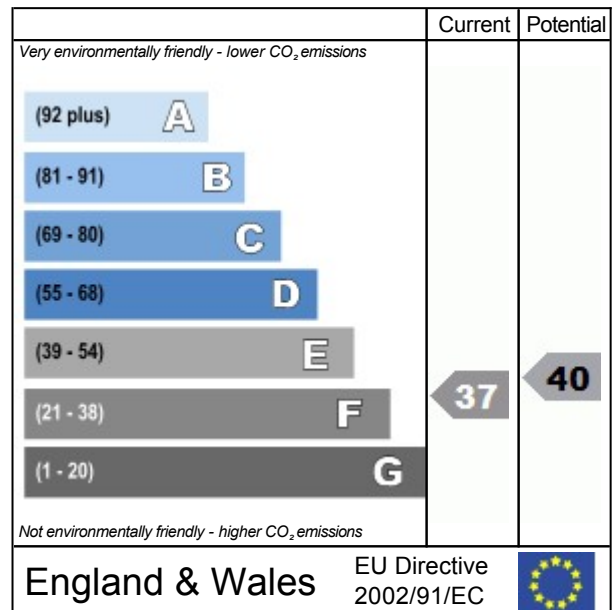 Current Potential
Very environmentally friendly - lower CO₂ emissions
(92 plus) A
(81 - 91) B
(69 - 80) C
(55 - 68) D
(39 - 54) E
(21 - 38) F
(1 - 20) G
37
40
Not environmentally friendly - higher CO₂ emissions
England & Wales
EU Directive
2002/91/EC